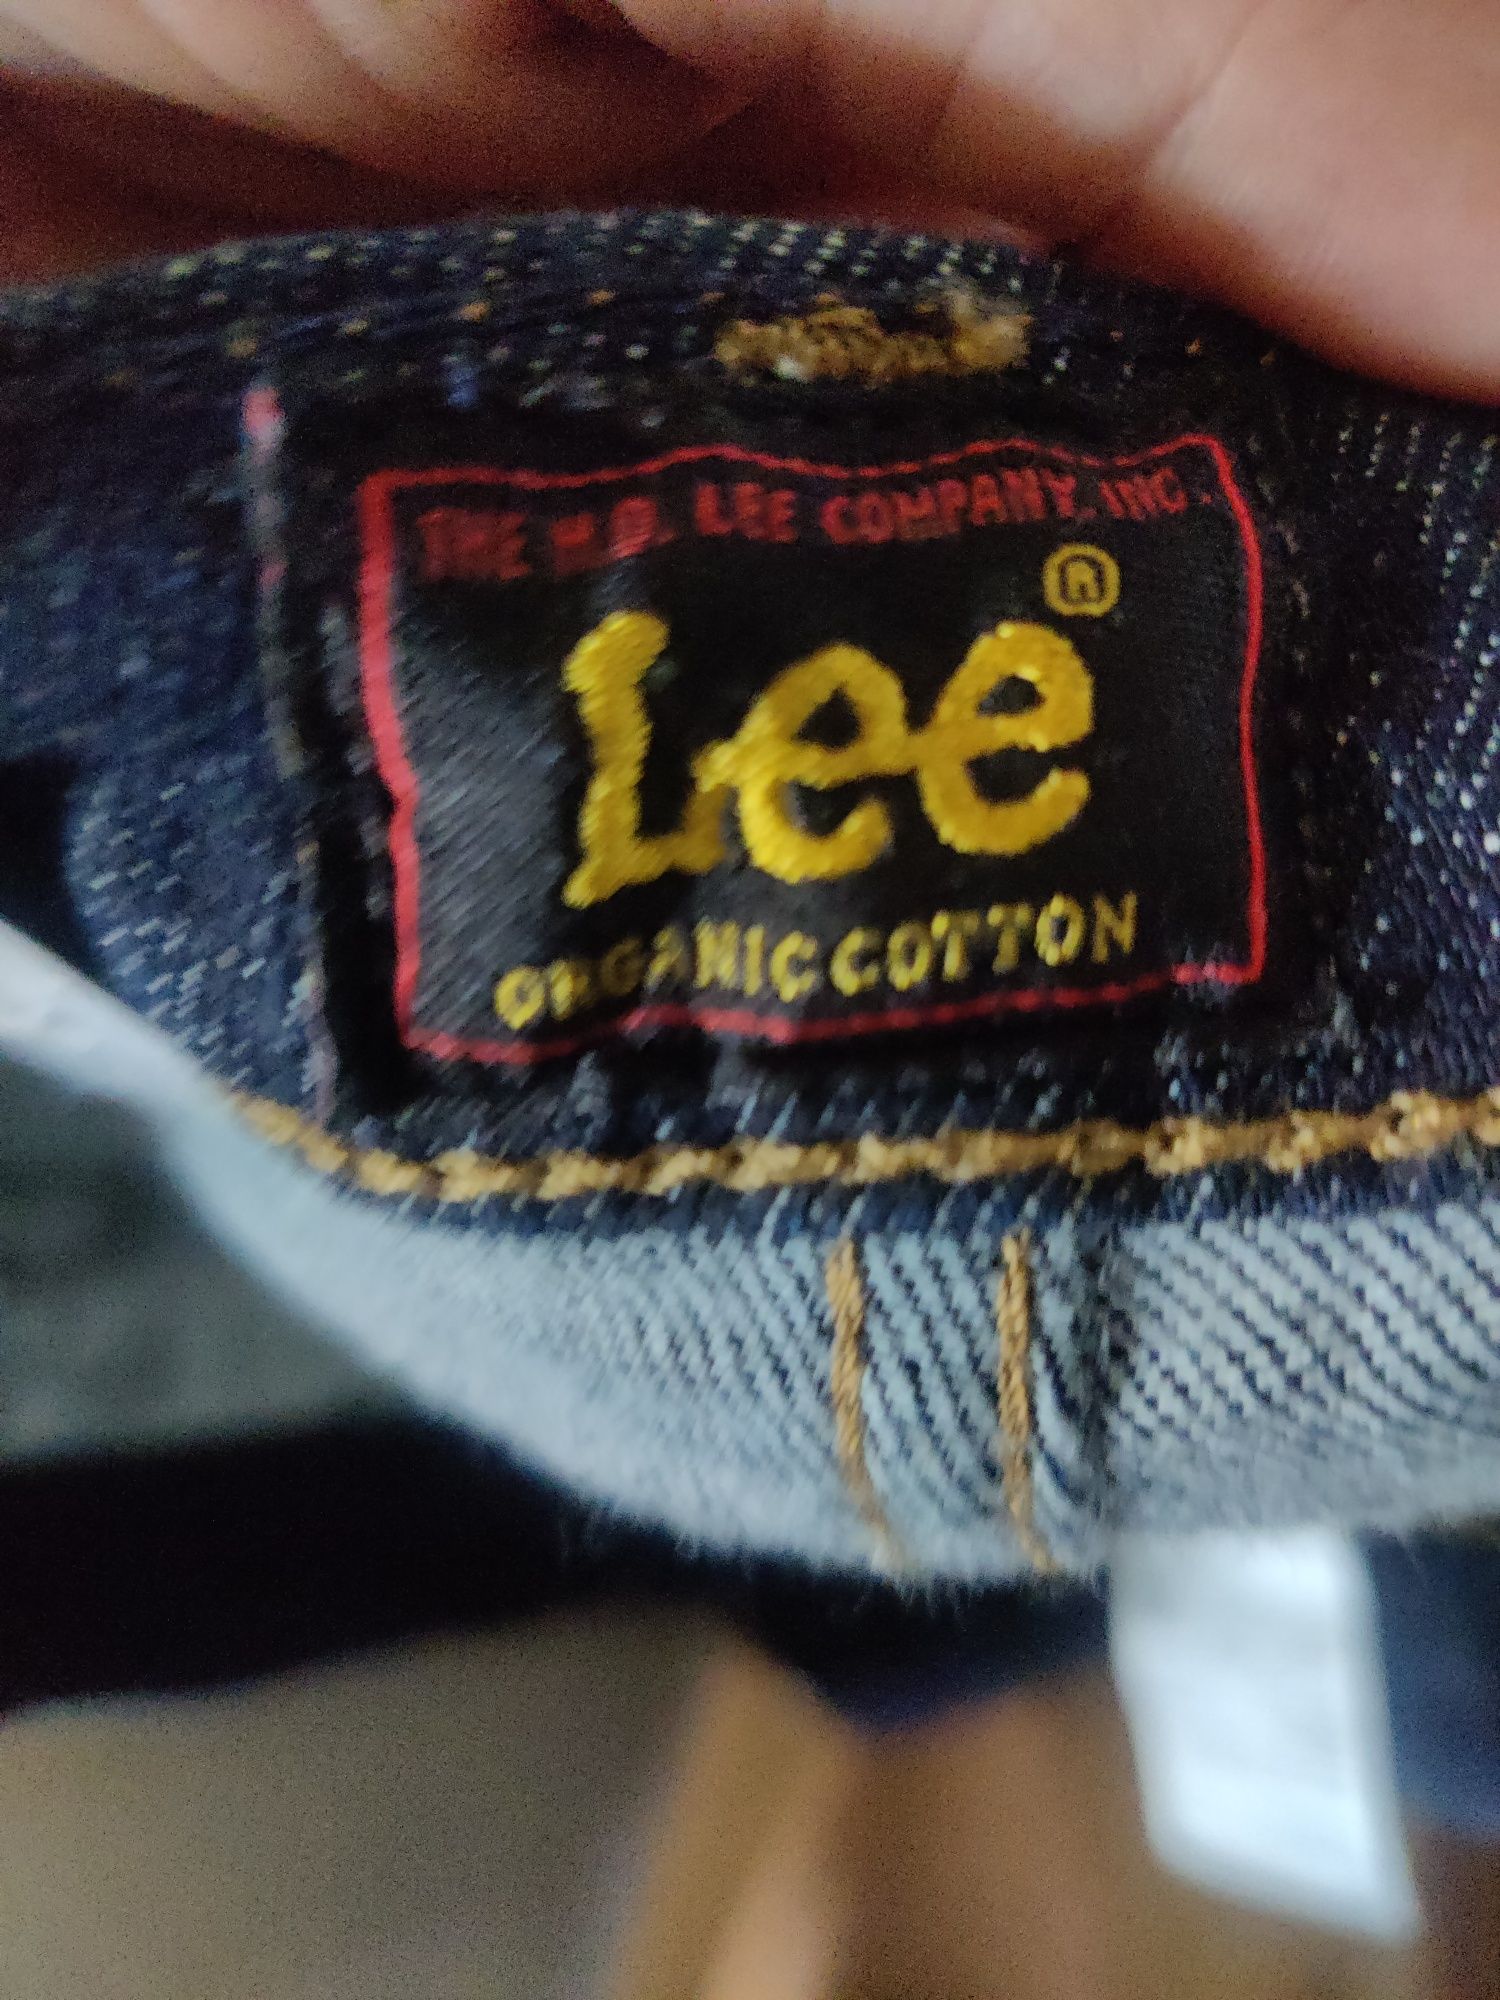 THE H.D. LEE COMPANY, INC.
Lee®
ORGANIC COTTON